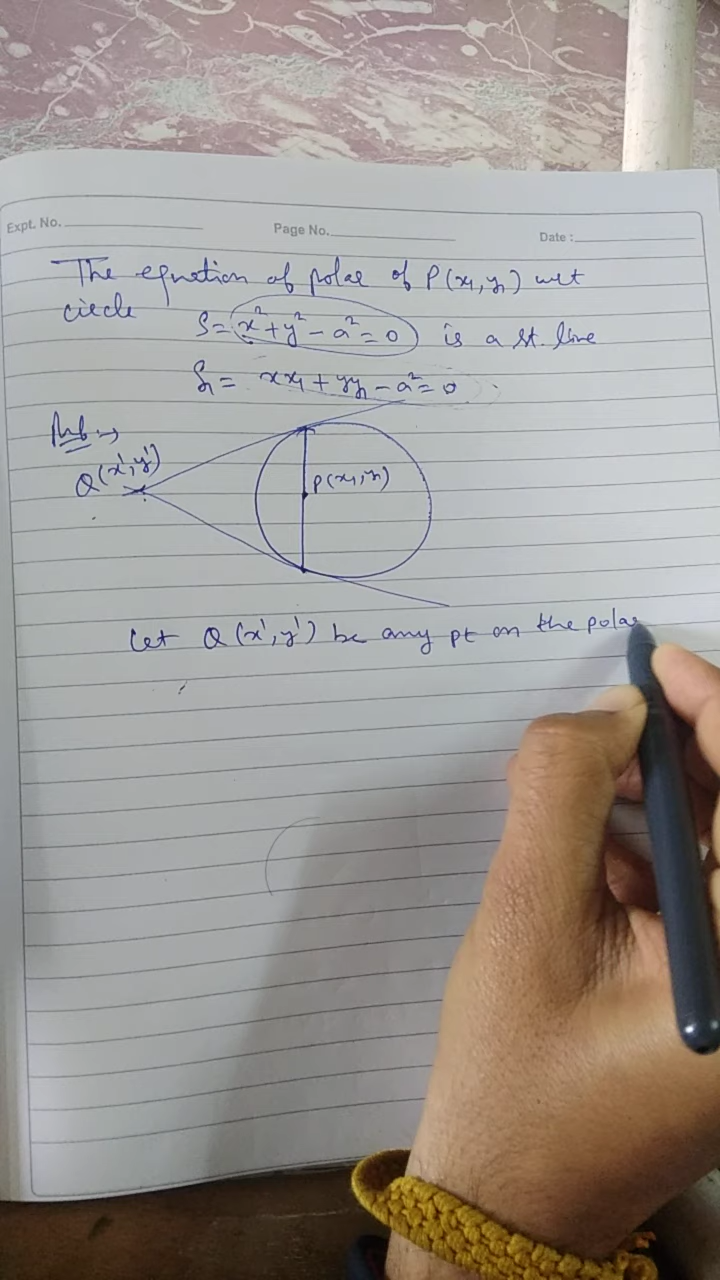 Expt. No.
Page No.
Date :
The equation of polar of P(x₁, y₁) wrt
circle
S = x² + y² - a² = 0 is a st. line
S₁ = xx₁ + yy₁ - a² = 0
Q(x', y')
P(x₁, y₁)
Let Q(x', y') be any pt on the polar